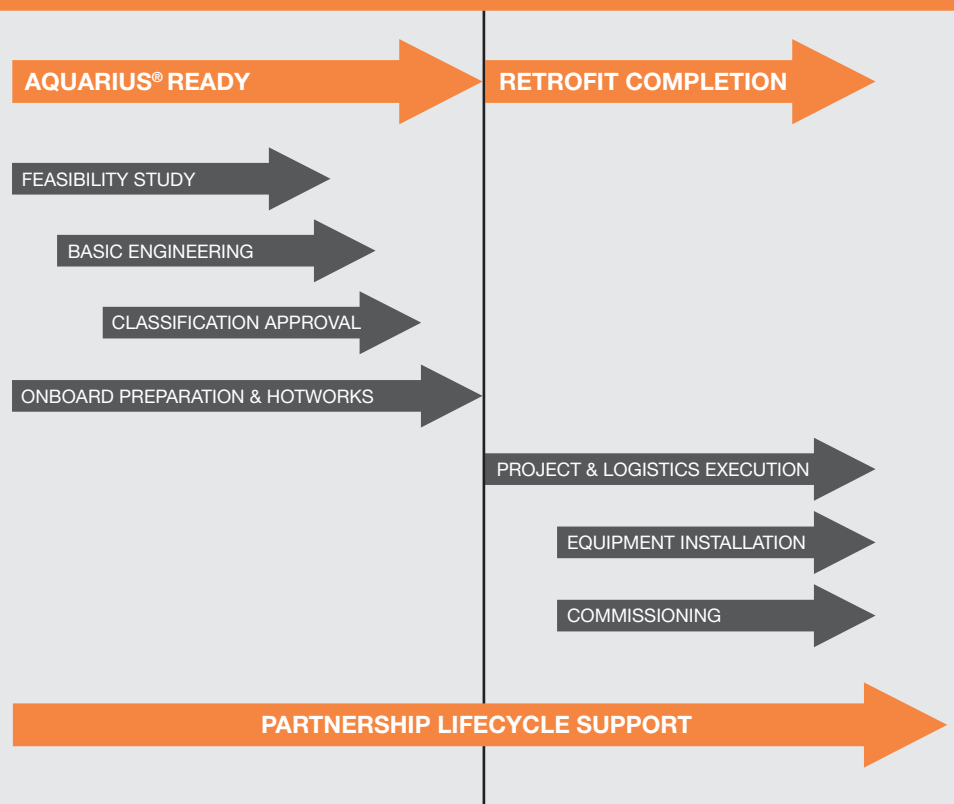 AQUARIUS® READY
RETROFIT COMPLETION
FEASIBILITY STUDY
BASIC ENGINEERING
CLASSIFICATION APPROVAL
ONBOARD PREPARATION & HOTWORKS
PROJECT & LOGISTICS EXECUTION
EQUIPMENT INSTALLATION
COMMISSIONING
PARTNERSHIP LIFECYCLE SUPPORT